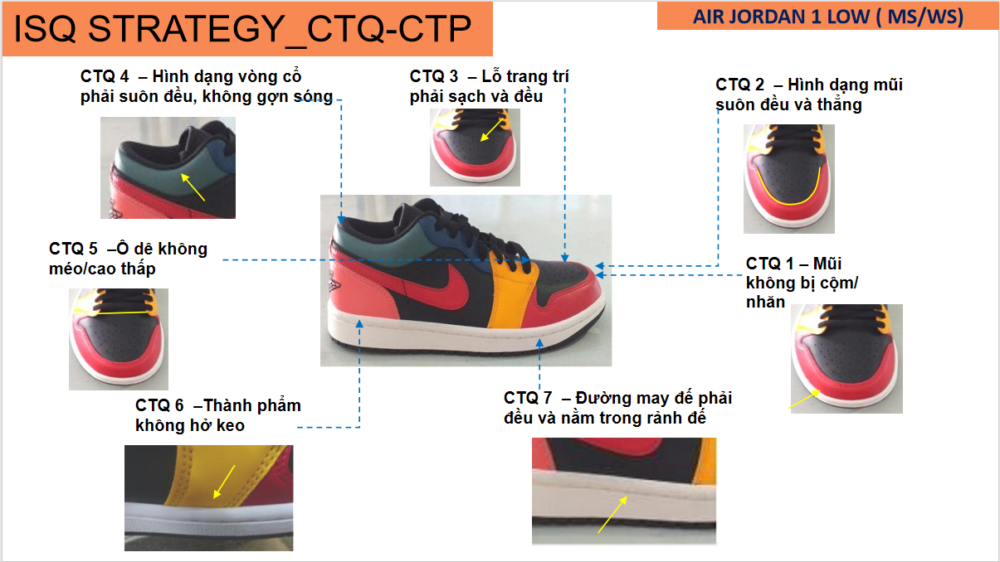 ISQ STRATEGY_CTQ-CTP
AIR JORDAN 1 LOW ( MS/WS)
CTQ 4 – Hình dạng vòng cổ
phải suôn đều, không gợn sóng
CTQ 3 – Lỗ trang trí
phải sạch và đều
CTQ 2 – Hình dạng mũi
suôn đều và thẳng
CTQ 5 –Ô dê không
méo/cao thấp
CTQ 1 – Mũi
không bị cộm/
nhăn
CTQ 6 –Thành phẩm
không hở keo
CTQ 7 – Đường may đế phải
đều và nằm trong rảnh đế